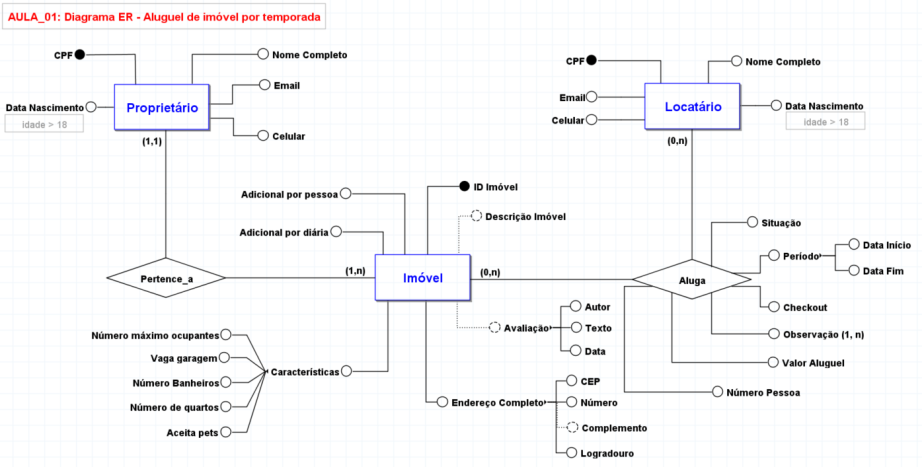 AULA_01: Diagrama ER - Aluguel de imóvel por temporada
CPF
Nome Completo
Email
Proprietário
Data Nascimento
idade > 18
Celular
(1,1)
CPF
Nome Completo
Email
Locatário
Celular
Data Nascimento
idade > 18
(0,n)
Adicional por pessoa
ID Imóvel
Descrição Imóvel
Adicional por diária
Situação
Período
Data Início
Data Fim
Pertence_a
(1,n)
Imóvel
(0,n)
Aluga
Checkout
Observação (1, n)
Valor Aluguel
Número Pessoa
Avaliação
Autor
Texto
Data
Número máximo ocupantes
Vaga garagem
Características
Número Banheiros
Número de quartos
Aceita pets
Endereço Completo
CEP
Número
Complemento
Logradouro